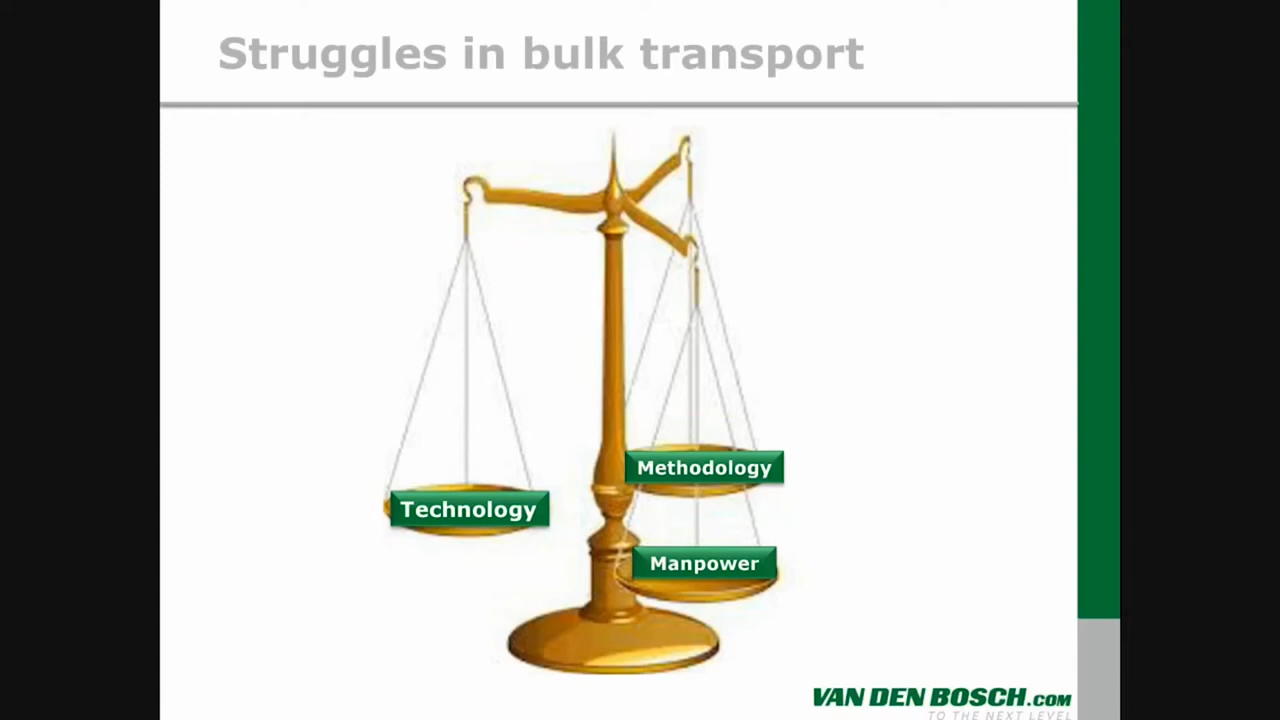 Struggles in bulk transport
Methodology
Technology
Manpower
VAN DEN BOSCH.COM
TO THE NEXT LEVEL